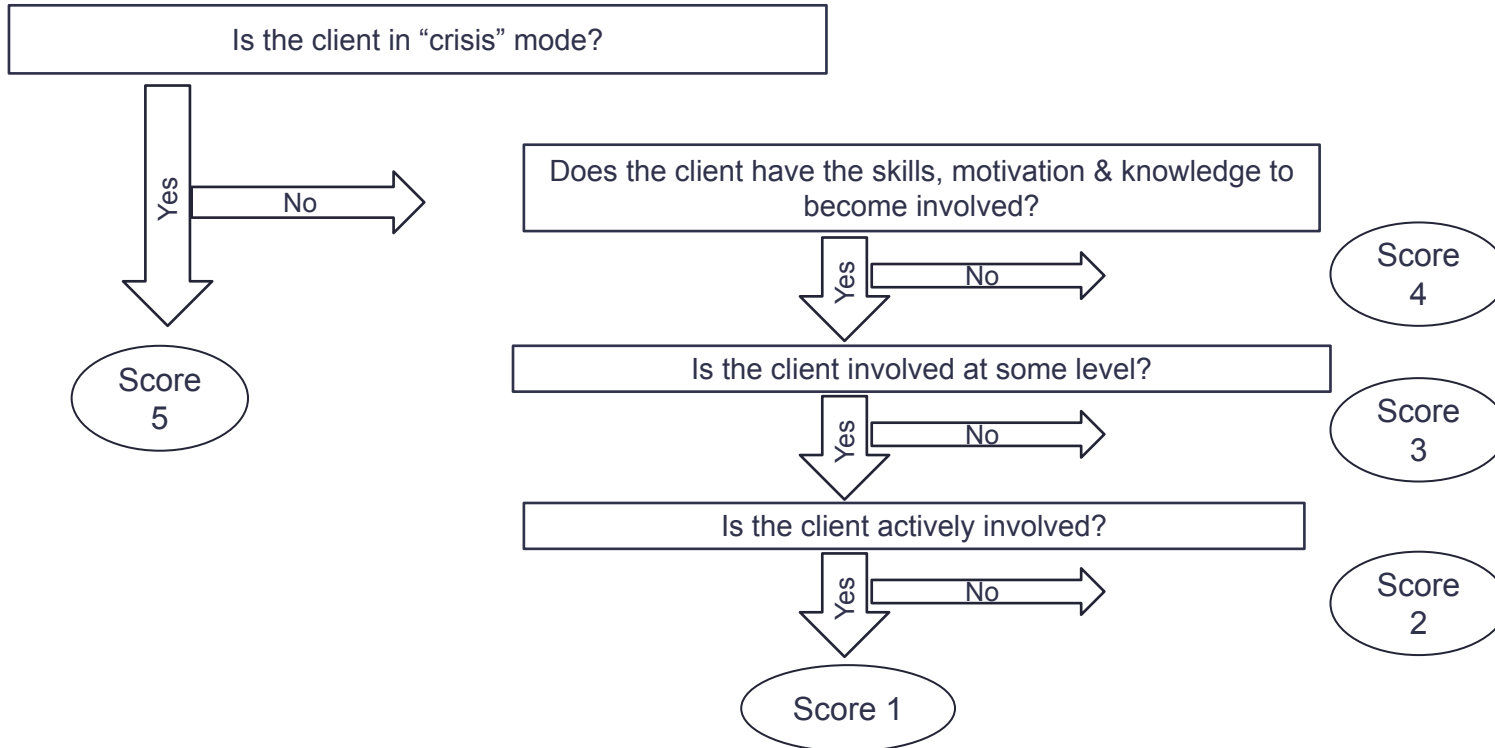 Is the client in “crisis” mode?
Yes
No
Does the client have the skills, motivation & knowledge to
become involved?
Yes
No
Score
4
Is the client involved at some level?
Score
5
Yes
No
Score
3
Is the client actively involved?
Yes
No
Score
2
Score 1